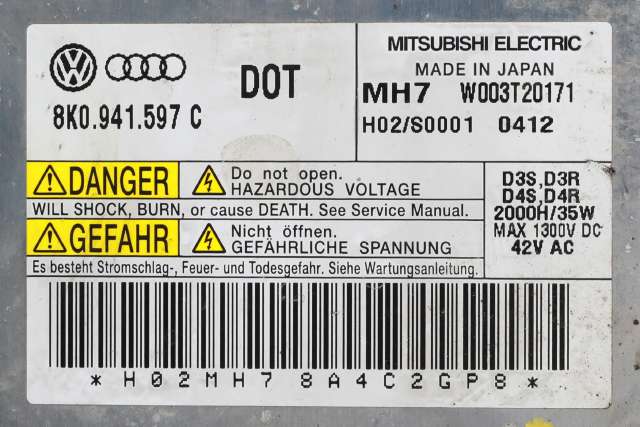 8K0.941.597 C
DOT
MITSUBISHI ELECTRIC
MADE IN JAPAN
MH7 W003T20171
H02/S0001 0412
DANGER
Do not open.
HAZARDOUS VOLTAGE
WILL SHOCK, BURN, or cause DEATH. See Service Manual.
GEFAHR
Nicht öffnen.
GEFÄHRLICHE SPANNUNG
Es besteht Stromschlag-, Feuer- und Todesgefahr. Siehe Wartungsanleitung.
D3S,D3R
D4S,D4R
2000H/35W
MAX 1300V DC
42V AC
*H02MH78A4C2GP8*